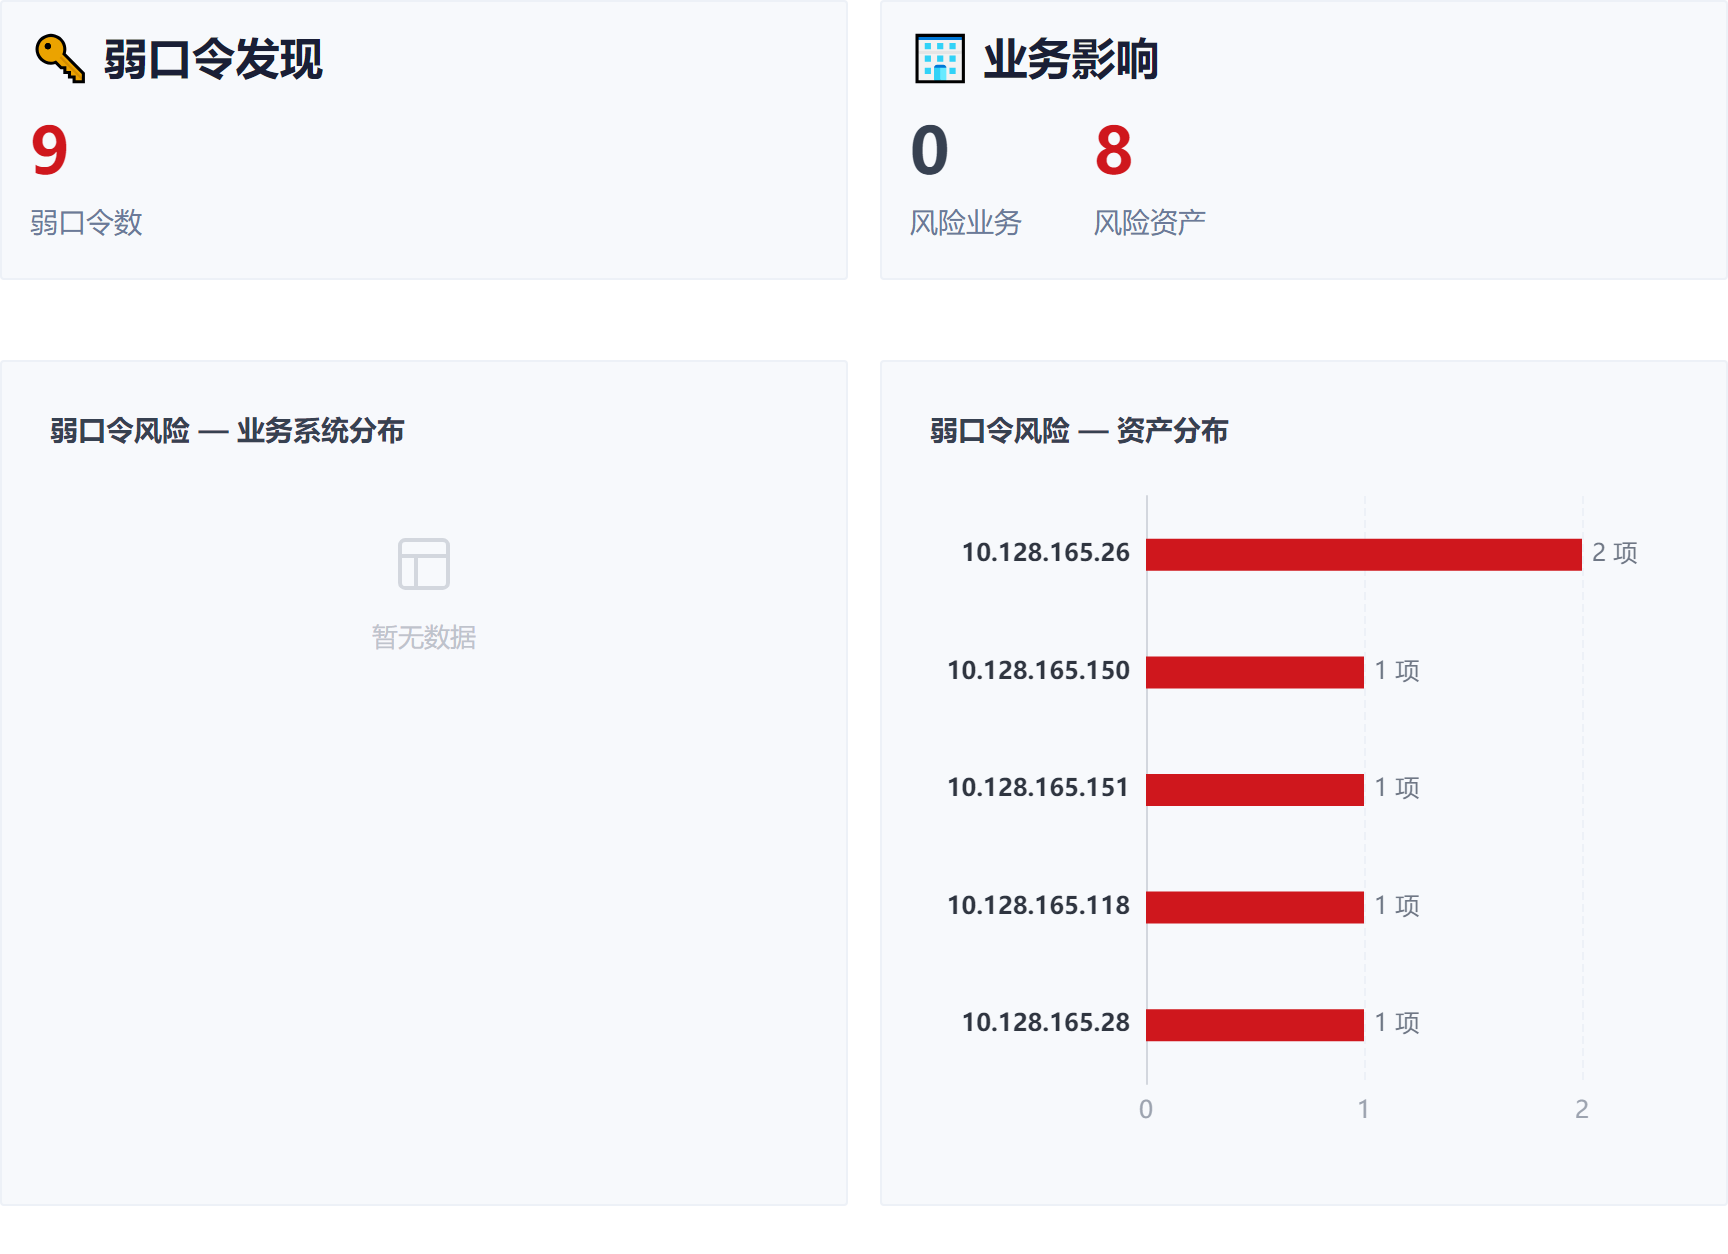 弱口令发现
9
弱口令数
业务影响
0 8
风险业务 风险资产
弱口令风险 — 业务系统分布
暂无数据
弱口令风险 — 资产分布
10.128.165.26 2 项
10.128.165.150 1 项
10.128.165.151 1 项
10.128.165.118 1 项
10.128.165.28 1 项
0 1 2